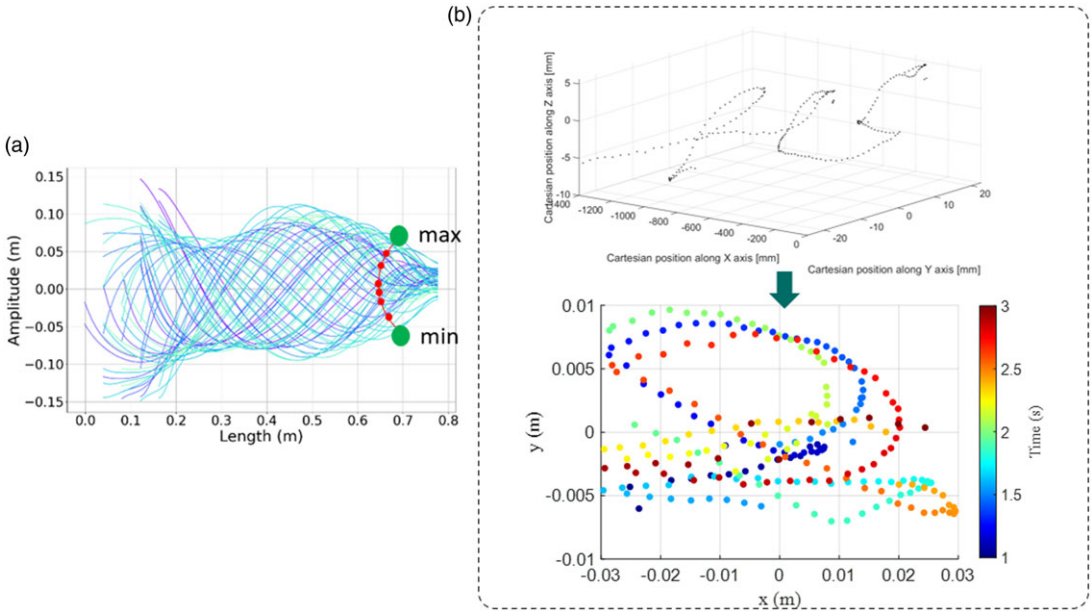 (a)
0.15
0.10
0.05
0.00
-0.05
-0.10
-0.15
Amplitude (m)
0.0 0.1 0.2 0.3 0.4 0.5 0.6 0.7 0.8
Length (m)
max
min
(b)
Cartesian position along Z axis [mm]
5
0
-5
-10
1400
-1200
-1000
-800
-600
-400
-200
0
Cartesian position along X axis [mm]
-20
-10
0
10
20
Cartesian position along Y axis [mm]
0.01
0.005
0
-0.005
-0.01
y (m)
-0.03 -0.02 -0.01 0 0.01 0.02 0.03
x (m)
3
2.5
2
1.5
1
Time (s)